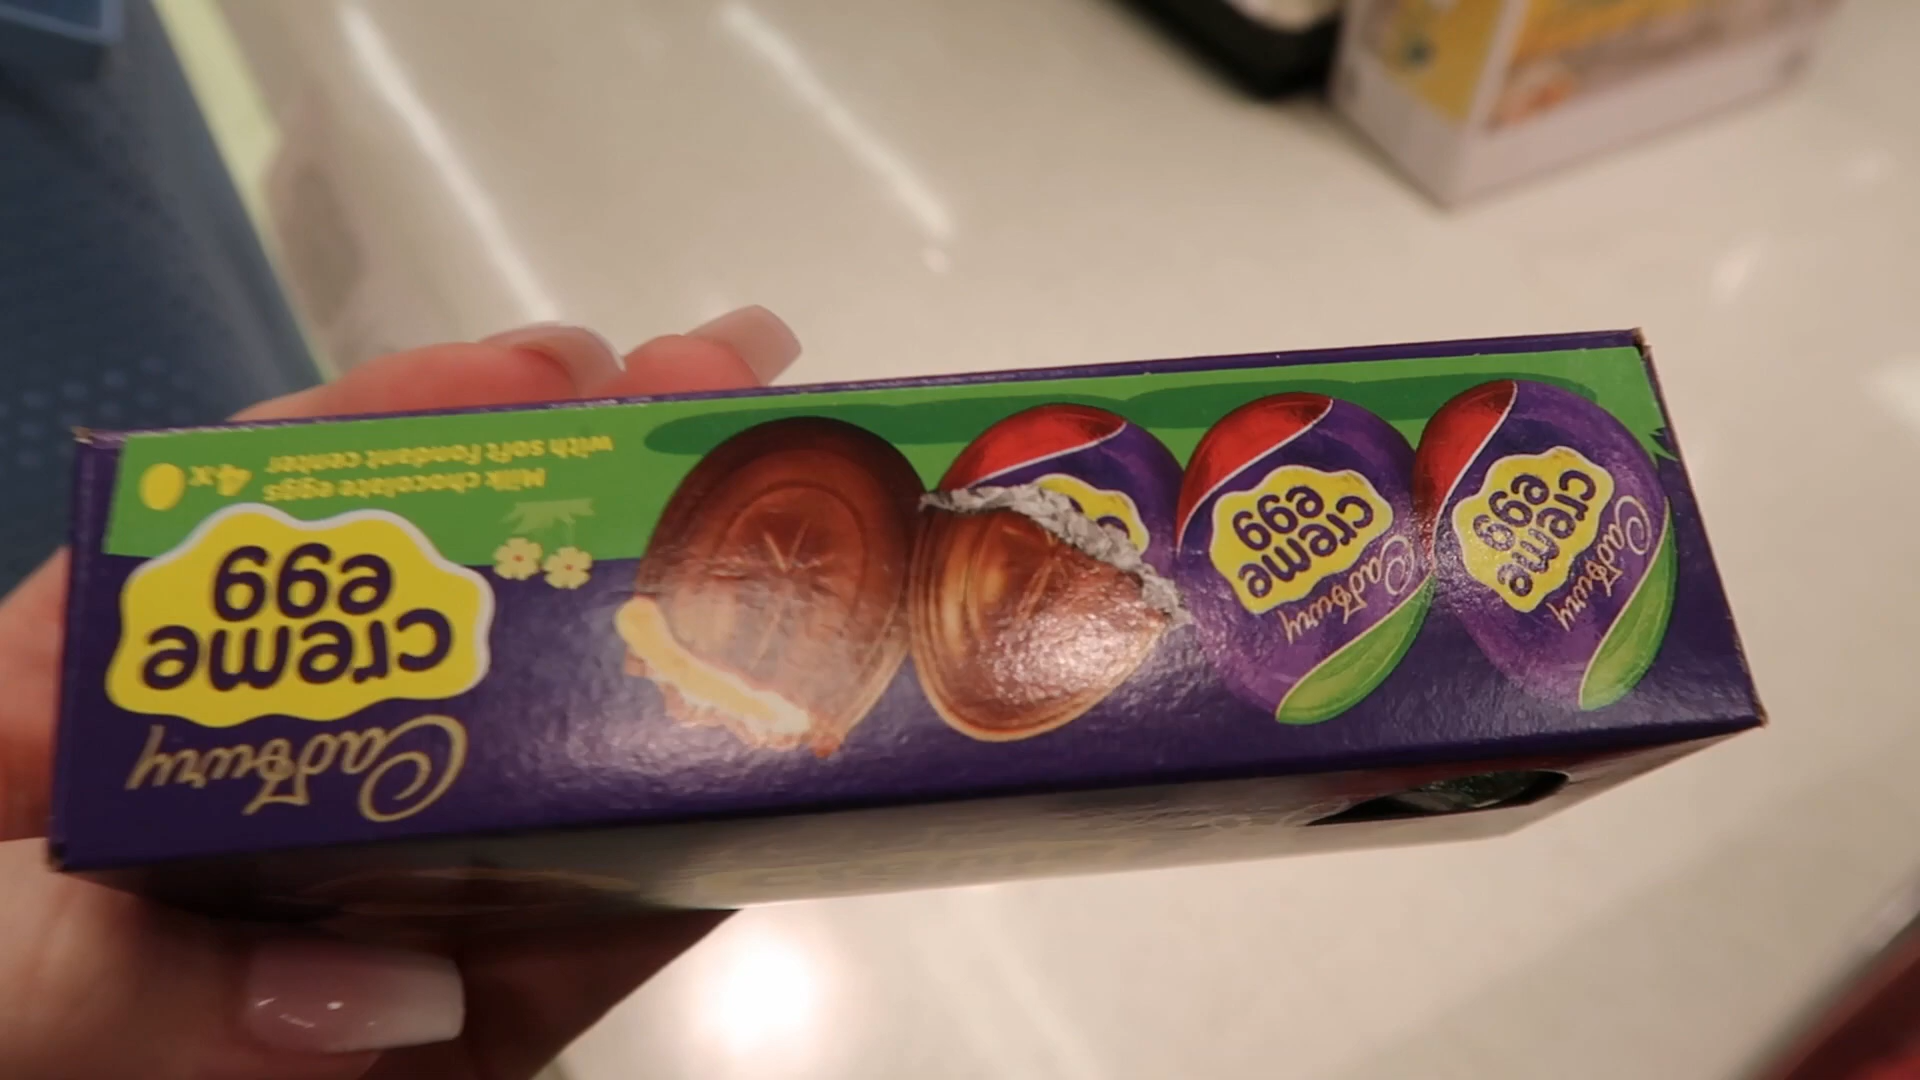 Cadbury
creme
egg
Milk chocolate eggs
with soft fondant center
4x
Cadbury
creme
egg
Cadbury
creme
egg